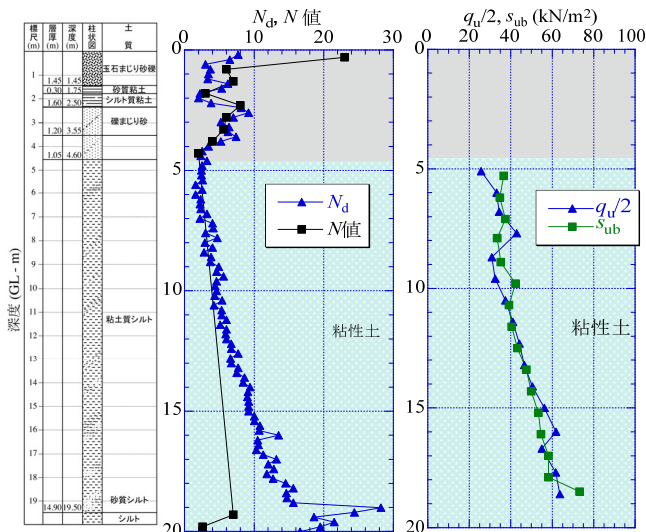 標尺(m) 層厚(m) 深度(m) 柱状図 土質
玉石まじり砂礫
1 1.45 1.45
0.30 1.75 砂質粘土
2 1.60 2.50 シルト質粘土
3 礫まじり砂
1.20 3.55
4
1.05 4.60
5
6
7
8
9
10
11 粘土質シルト
12
13
14
15
16
17
18
19 14.90 19.50 砂質シルト
シルト
深度 (GL - m)
N_d, N 値
0 10 20 30
0
5
10
15
20
N_d
N値
粘性土
q_u/2, s_ub (kN/m²)
0 20 40 60 80 100
0
5
10
15
20
q_u/2
s_ub
粘性土